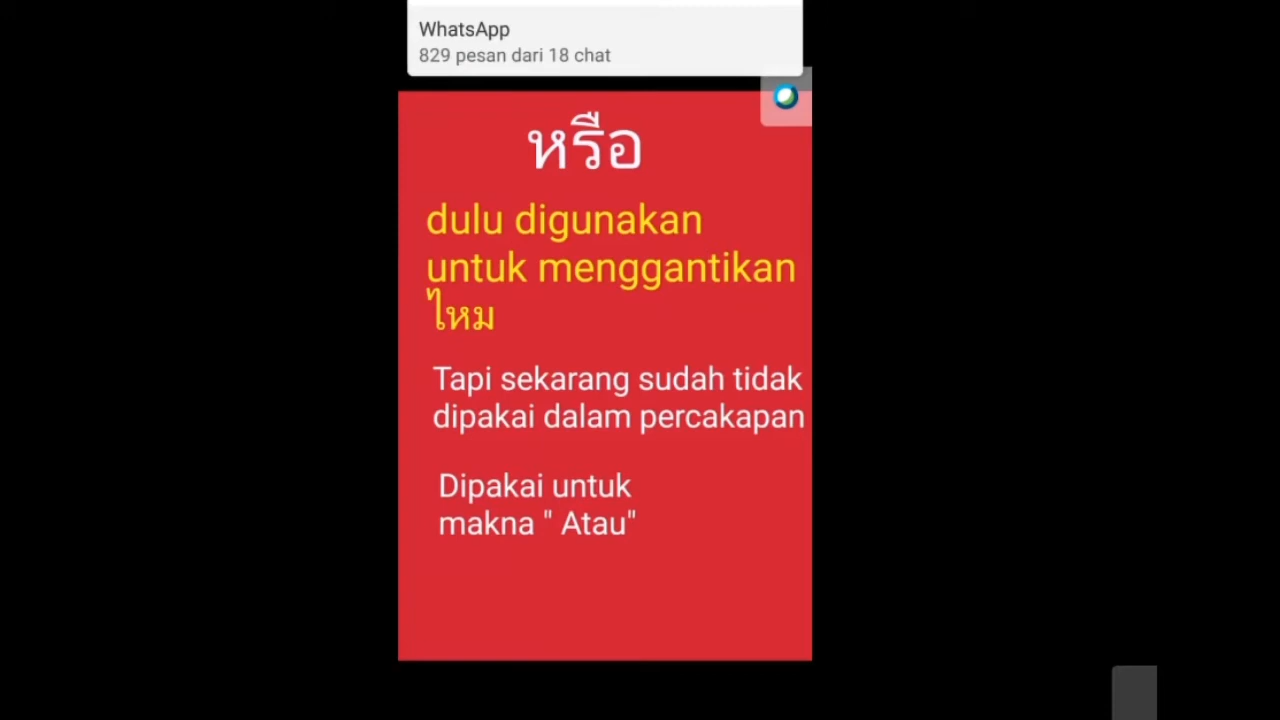 WhatsApp
829 pesan dari 18 chat
หรือ
dulu digunakan
untuk menggantikan
ไหม
Tapi sekarang sudah tidak
dipakai dalam percakapan
Dipakai untuk
makna " Atau"